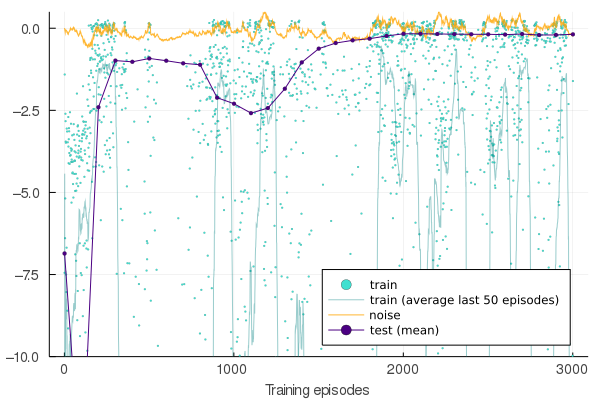 0.0
−2.5
−5.0
−7.5
−10.0
0
1000
2000
3000
Training episodes
train
train (average last 50 episodes)
noise
test (mean)